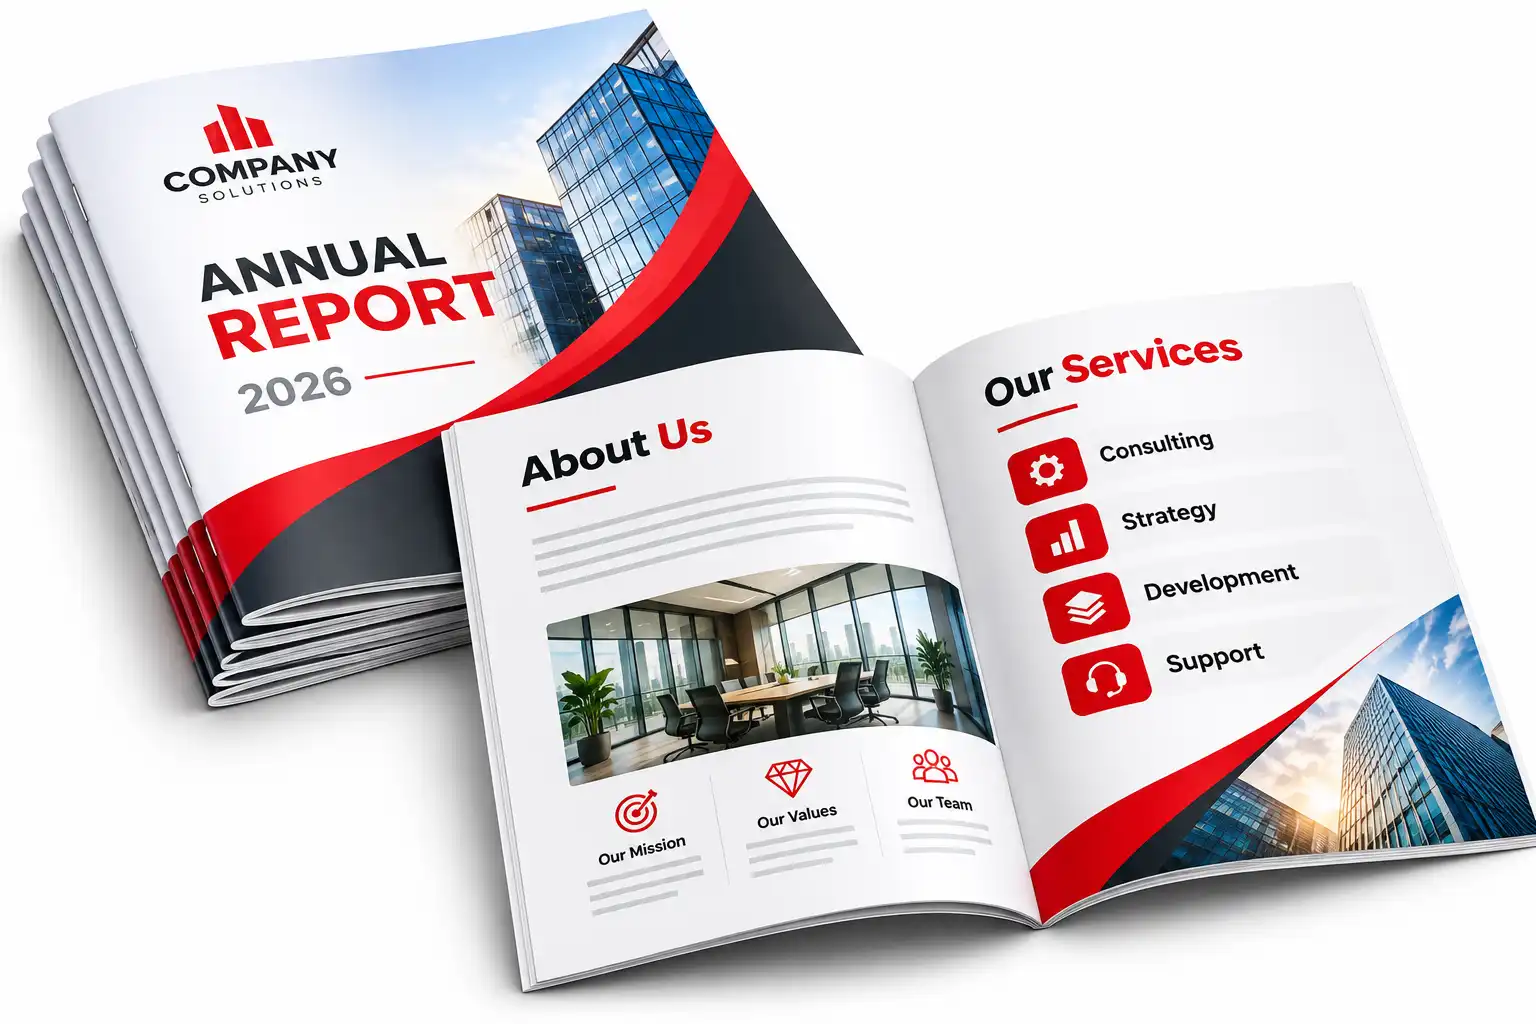 COMPANY
SOLUTIONS
ANNUAL
REPORT
2026
About Us
Our Mission
Our Values
Our Team
Our Services
Consulting
Strategy
Development
Support